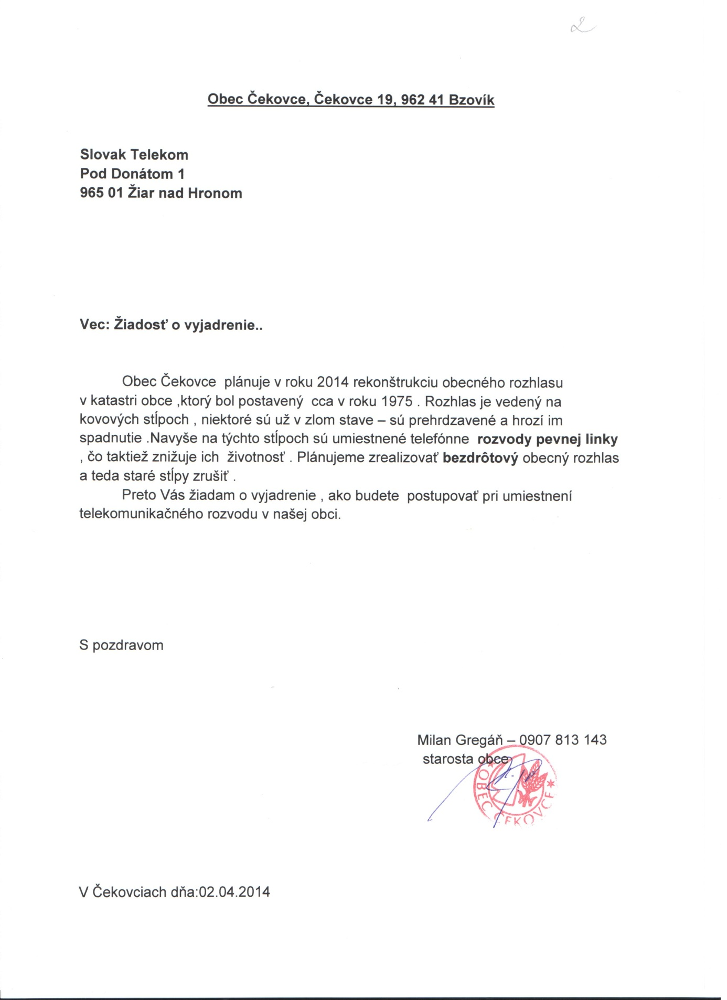 2
Obec Čekovce, Čekovce 19, 962 41 Bzovík
Slovak Telekom
Pod Donátom 1
965 01 Žiar nad Hronom
Vec: Žiadosť o vyjadrenie..
Obec Čekovce  plánuje v roku 2014 rekonštrukciu obecného rozhlasu
v katastri obce ,ktorý bol postavený  cca v roku 1975 . Rozhlas je vedený na
kovových stĺpoch , niektoré sú už v zlom stave – sú prehrdzavené a hrozí im
spadnutie .Navyše na týchto stĺpoch sú umiestnené telefónne  rozvody pevnej linky
, čo taktiež znižuje ich  životnosť . Plánujeme zrealizovať bezdrôtový obecný rozhlas
a teda staré stĺpy zrušiť .
Preto Vás žiadam o vyjadrenie , ako budete  postupovať pri umiestnení
telekomunikačného rozvodu v našej obci.
S pozdravom
Milan Gregáň – 0907 813 143
starosta obce
* OBEC ČEKOVCE *
V Čekovciach dňa:02.04.2014